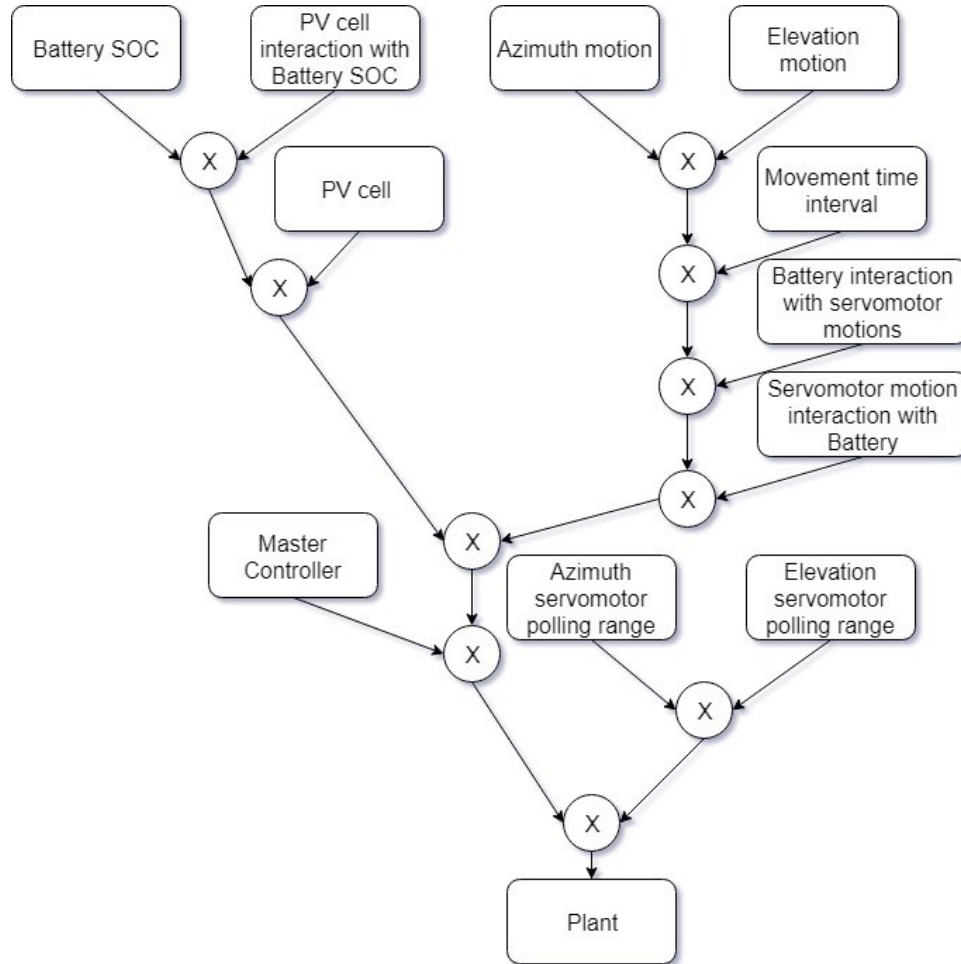 Battery SOC
PV cell
interaction with
Battery SOC
Azimuth motion
Elevation
motion
X
X
PV cell
Movement time
interval
X
X
Battery interaction
with servomotor
motions
X
Servomotor motion
interaction with
Battery
X
X
Master
Controller
Azimuth
servomotor
polling range
Elevation
servomotor
polling range
X
X
X
Plant